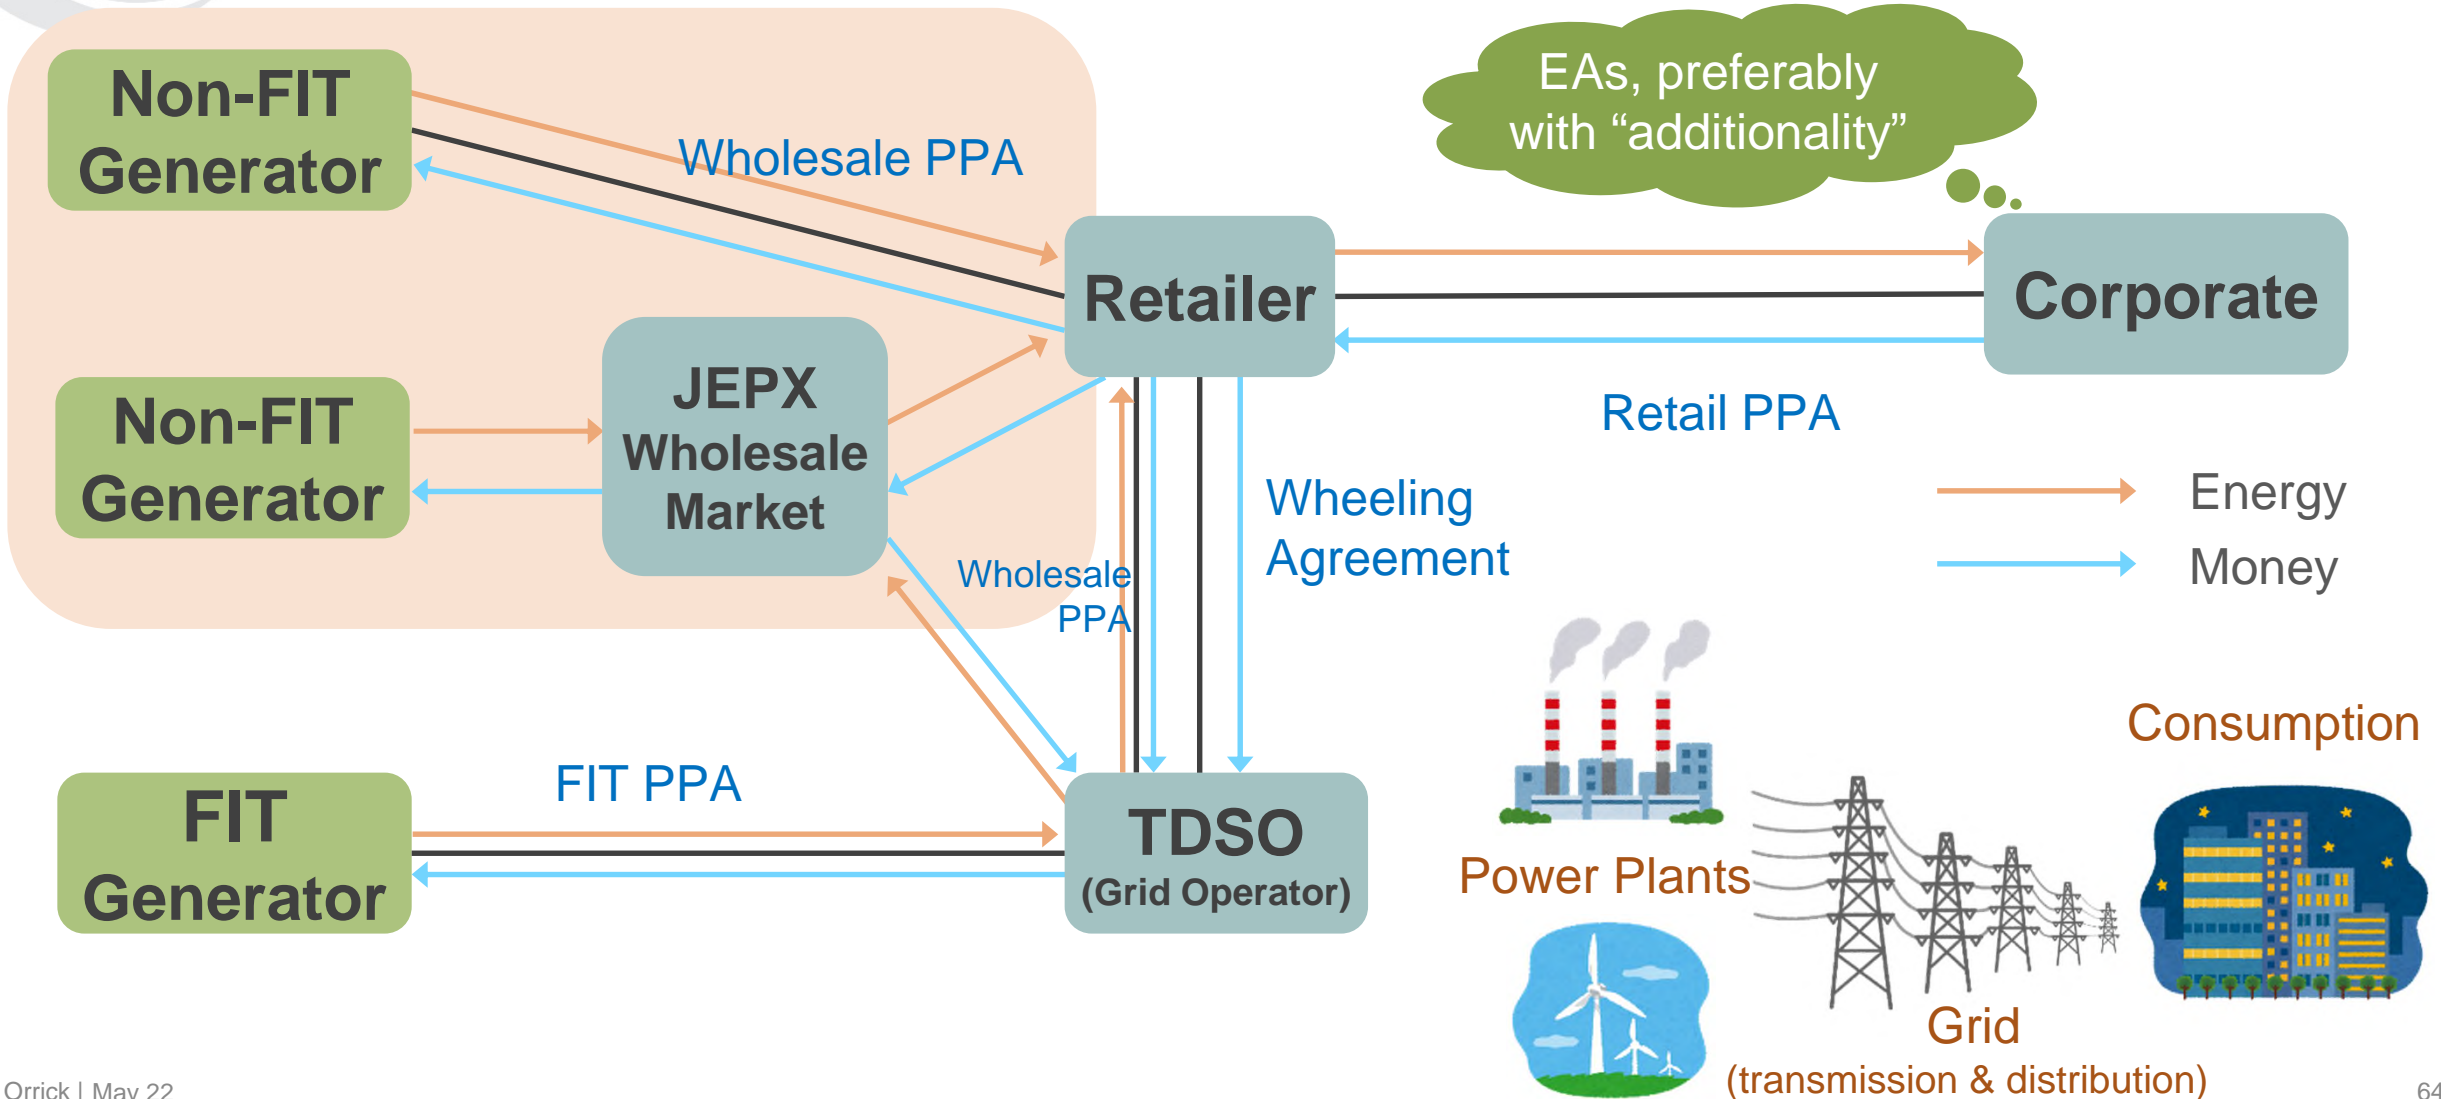 Non-FIT
Generator
Wholesale PPA
EAs, preferably
with “additionality”
Retailer
Corporate
JEPX
Wholesale
Market
Non-FIT
Generator
Retail PPA
Wheeling
Agreement
Energy
Money
Wholesale
PPA
FIT PPA
FIT
Generator
TDSO
(Grid Operator)
Power Plants
Consumption
Grid
(transmission & distribution)
Orrick | May 22
64